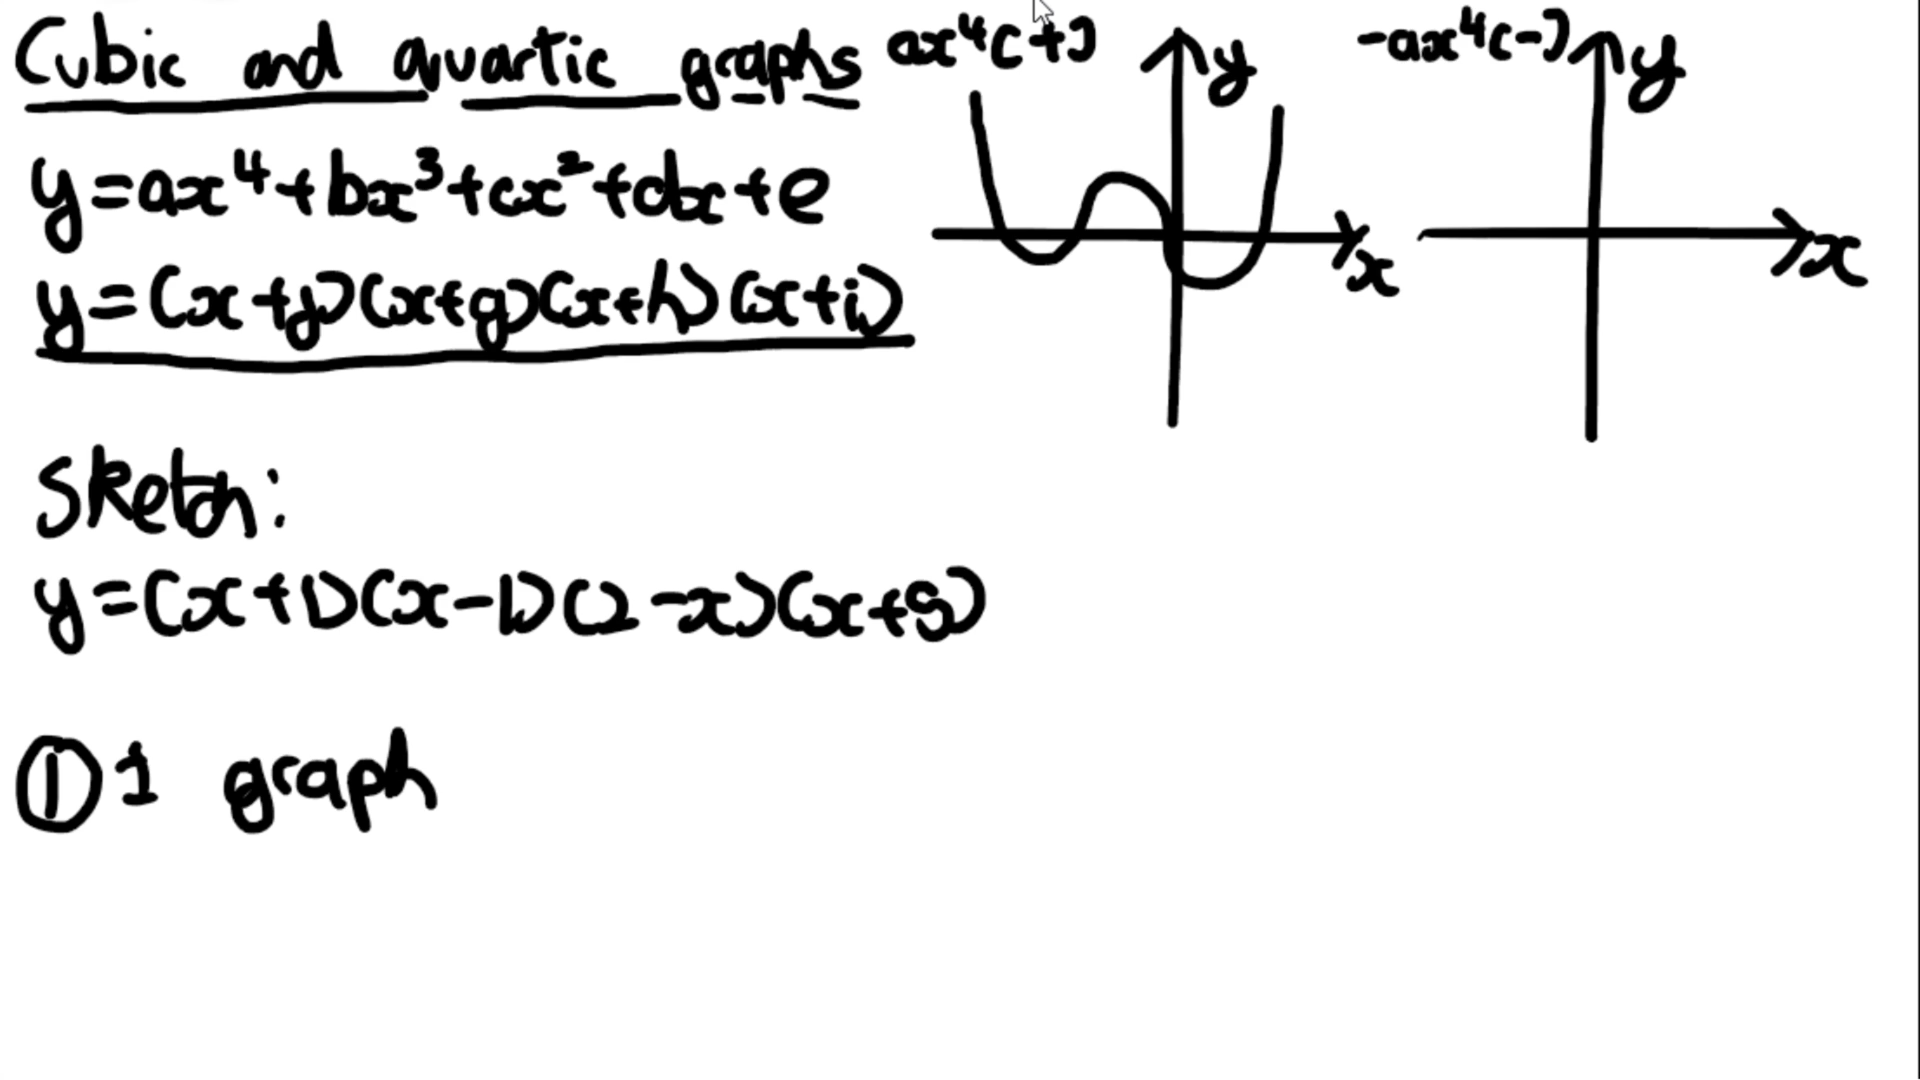 Cubic and quartic graphs
y=ax⁴+bx³+cx²+dx+e
y=(x+f)(x+g)(x+h)(x+i)
ax⁴(+)
y
x
-ax⁴(-)
y
x
Sketch:
y=(x+1)(x-1)(2-x)(x+5)
① 1 graph